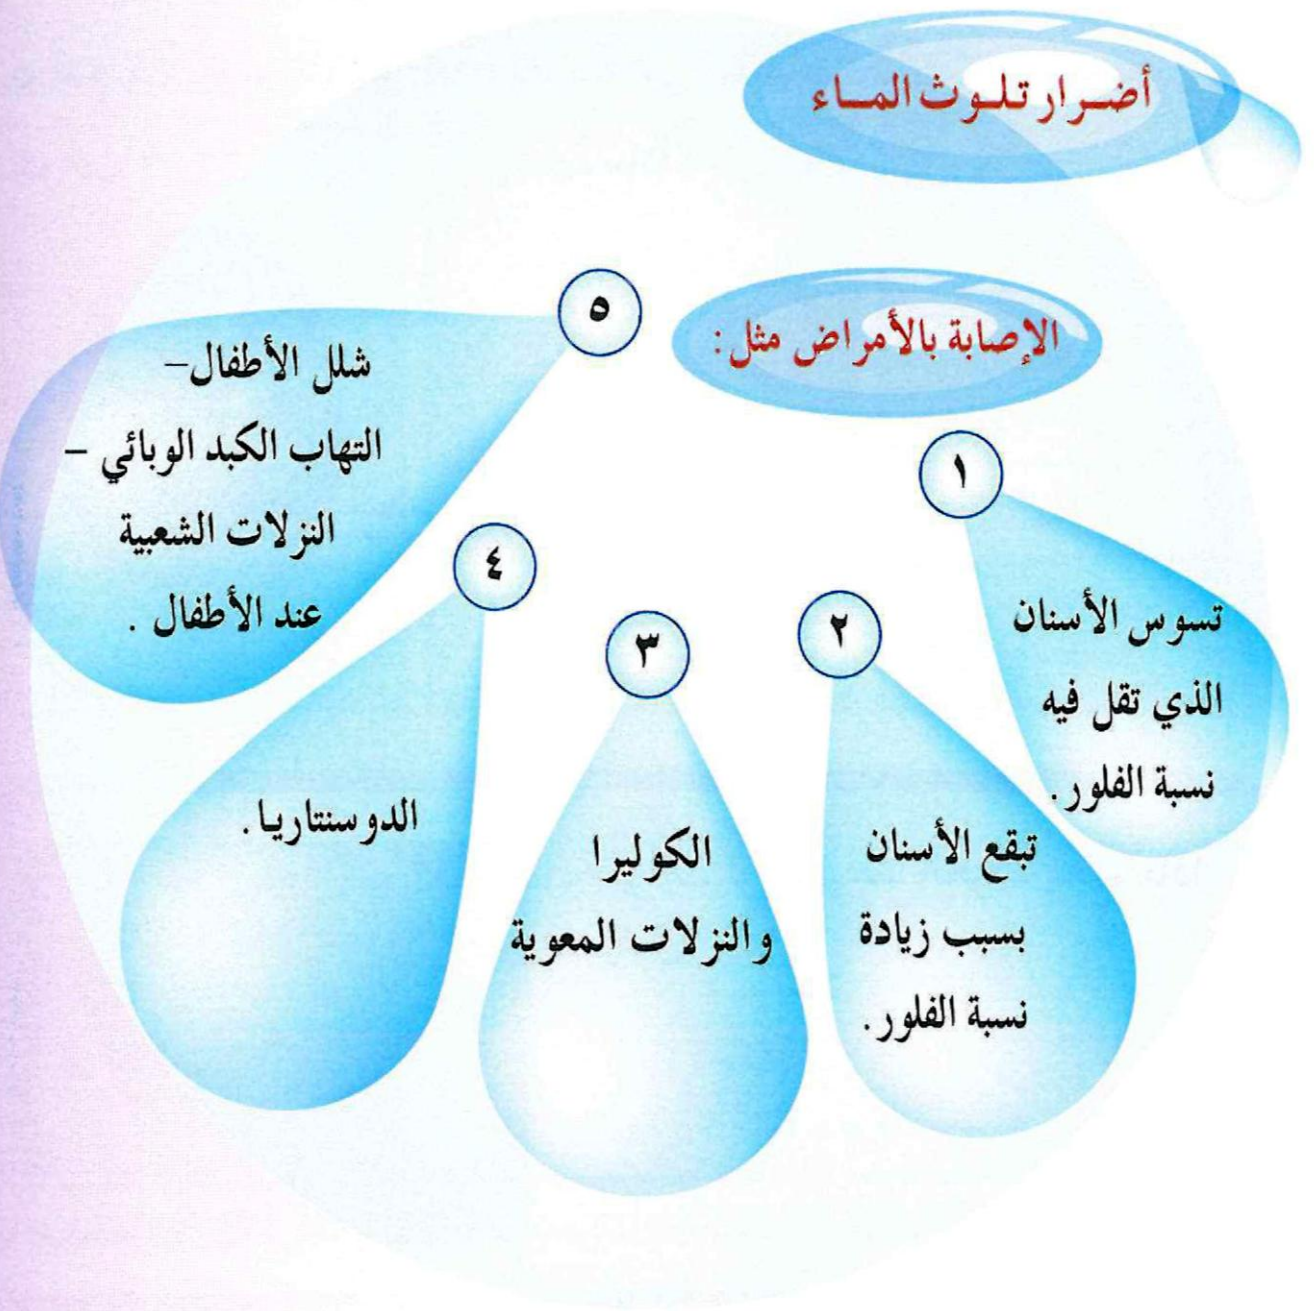 أضرار تلوث الماء
الإصابة بالأمراض مثل:
١
تسوس الأسنان
الذي تقل فيه
نسبة الفلور.
٢
تبقع الأسنان
بسبب زيادة
نسبة الفلور.
٣
الكوليرا
والنزلات المعوية
٤
الدوسنتاريا.
٥
شلل الأطفال–
التهاب الكبد الوبائي –
النزلات الشعبية
عند الأطفال .